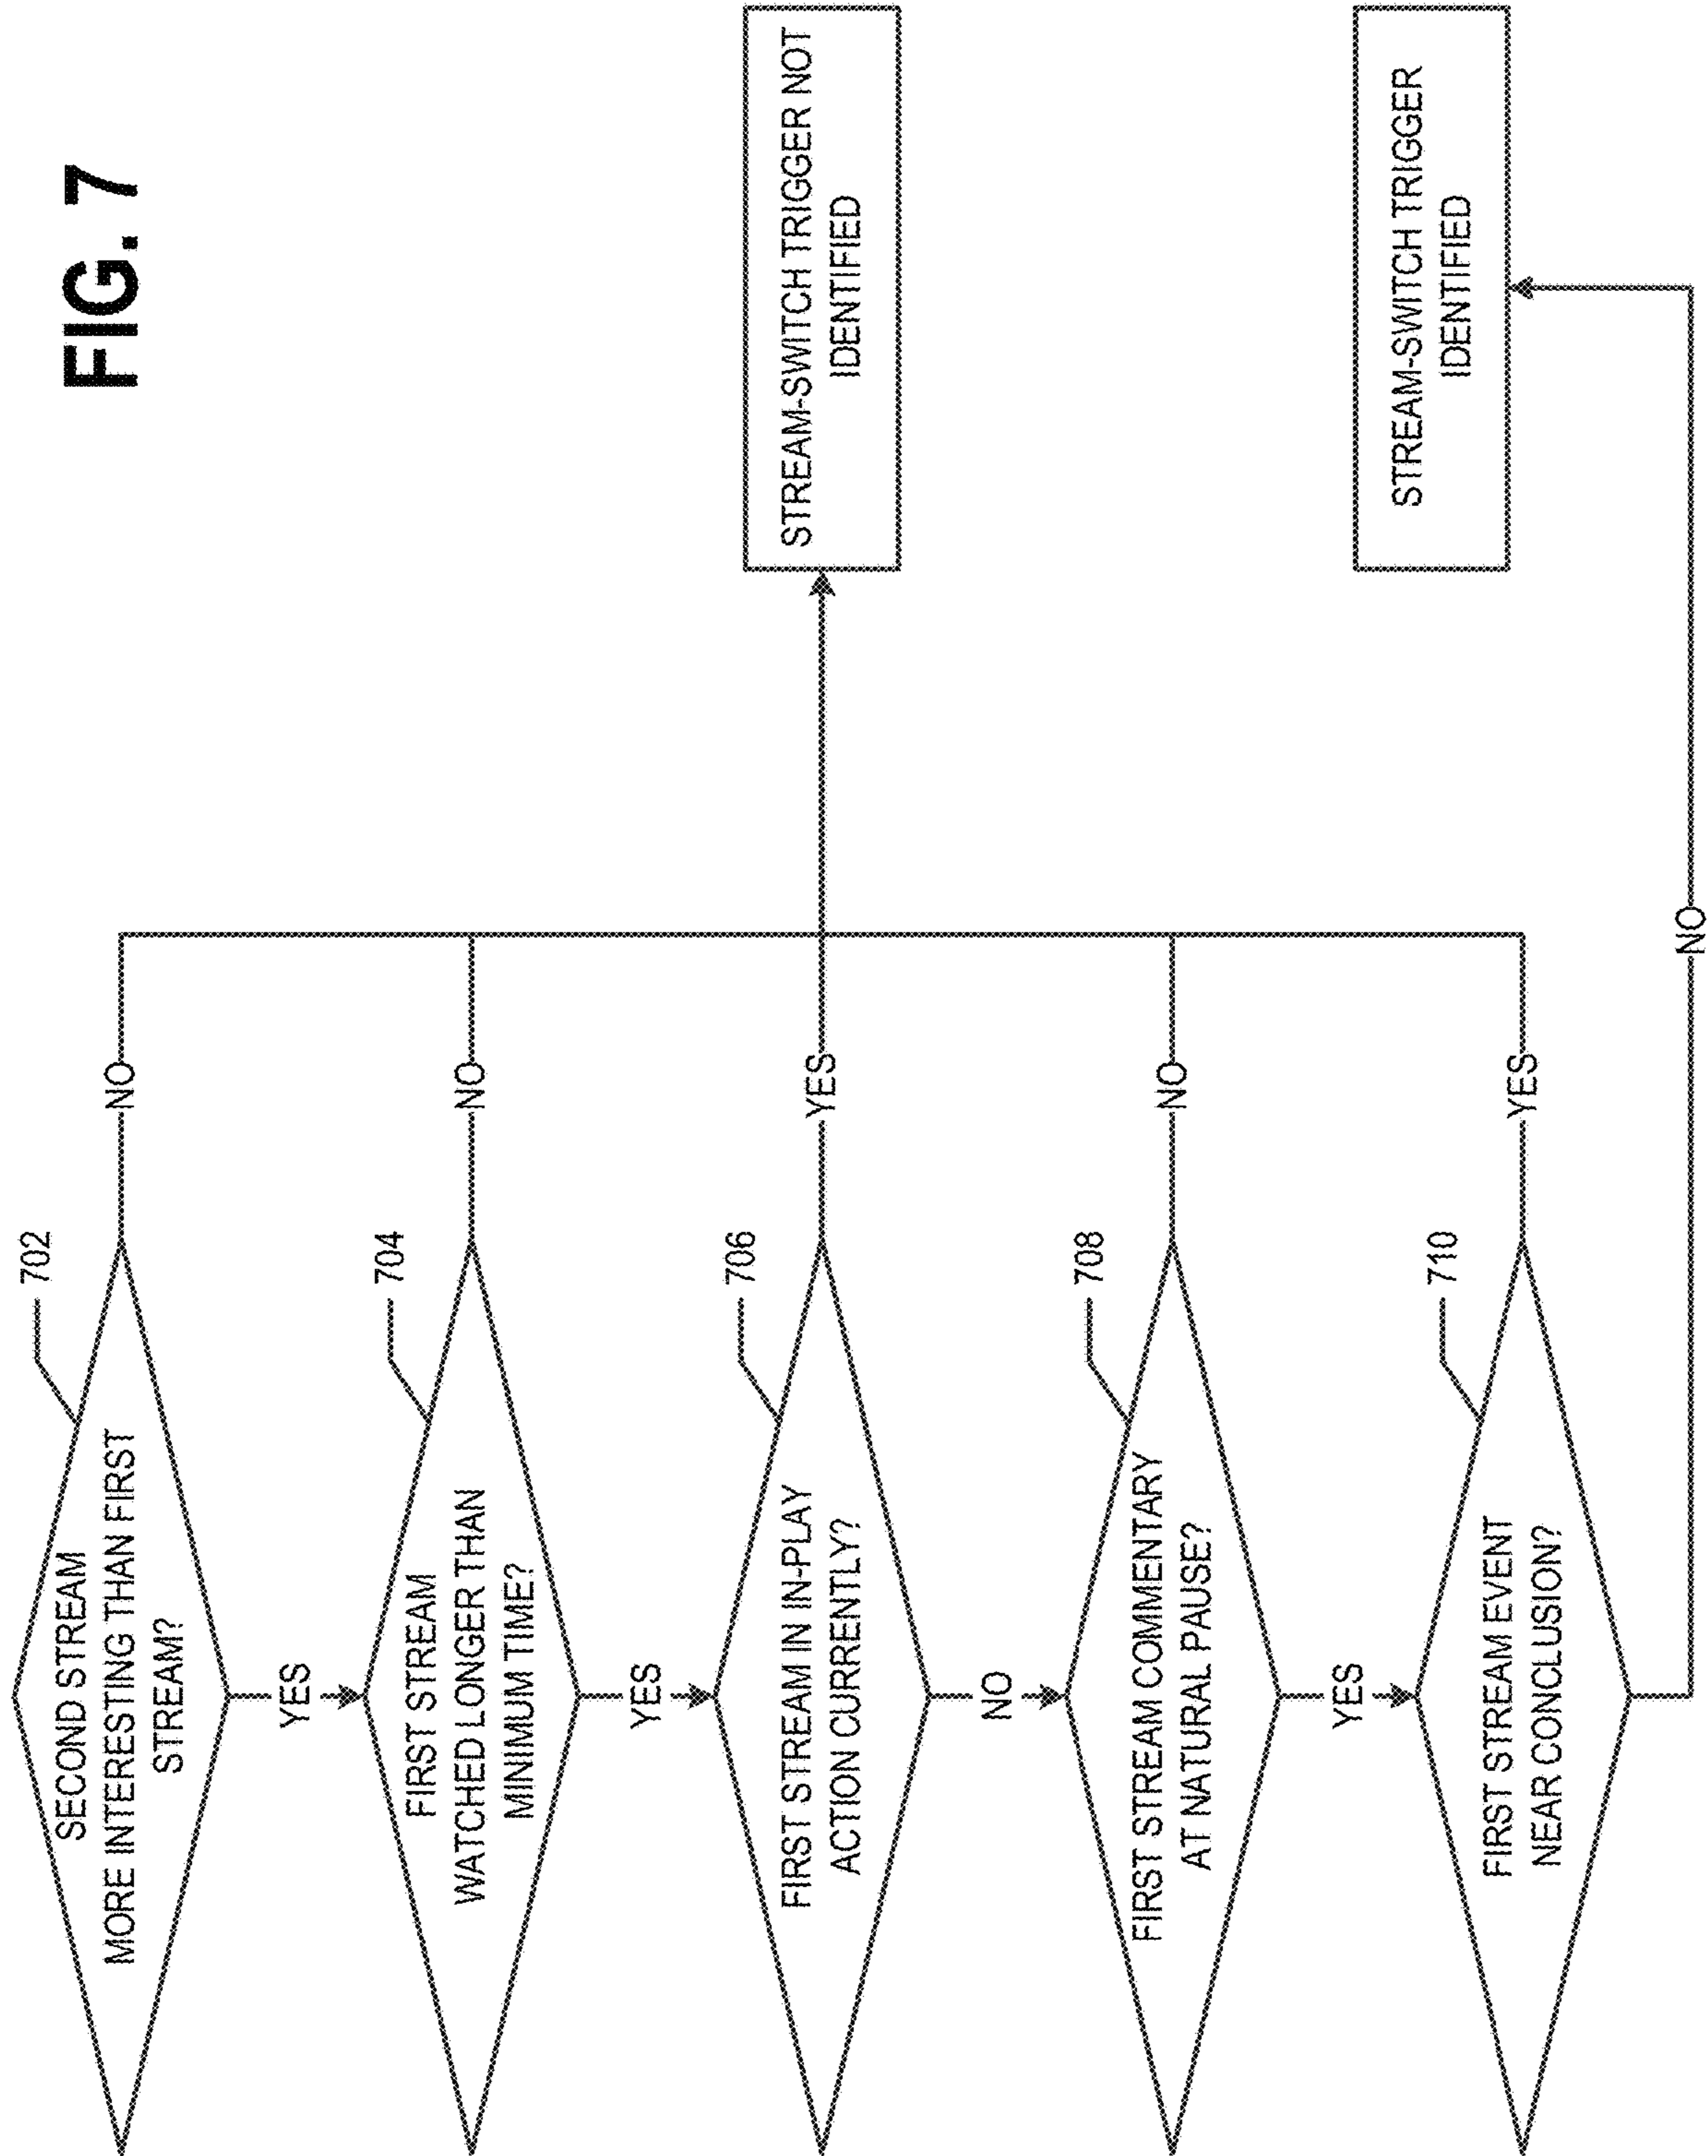 FIG. 7
702
SECOND STREAM
MORE INTERESTING THAN FIRST
STREAM?
NO
YES
704
FIRST STREAM
WATCHED LONGER THAN
MINIMUM TIME?
NO
YES
706
FIRST STREAM IN IN-PLAY
ACTION CURRENTLY?
YES
STREAM-SWITCH TRIGGER NOT
IDENTIFIED
NO
708
FIRST STREAM COMMENTARY
AT NATURAL PAUSE?
NO
YES
710
FIRST STREAM EVENT
NEAR CONCLUSION?
YES
STREAM-SWITCH TRIGGER
IDENTIFIED
NO